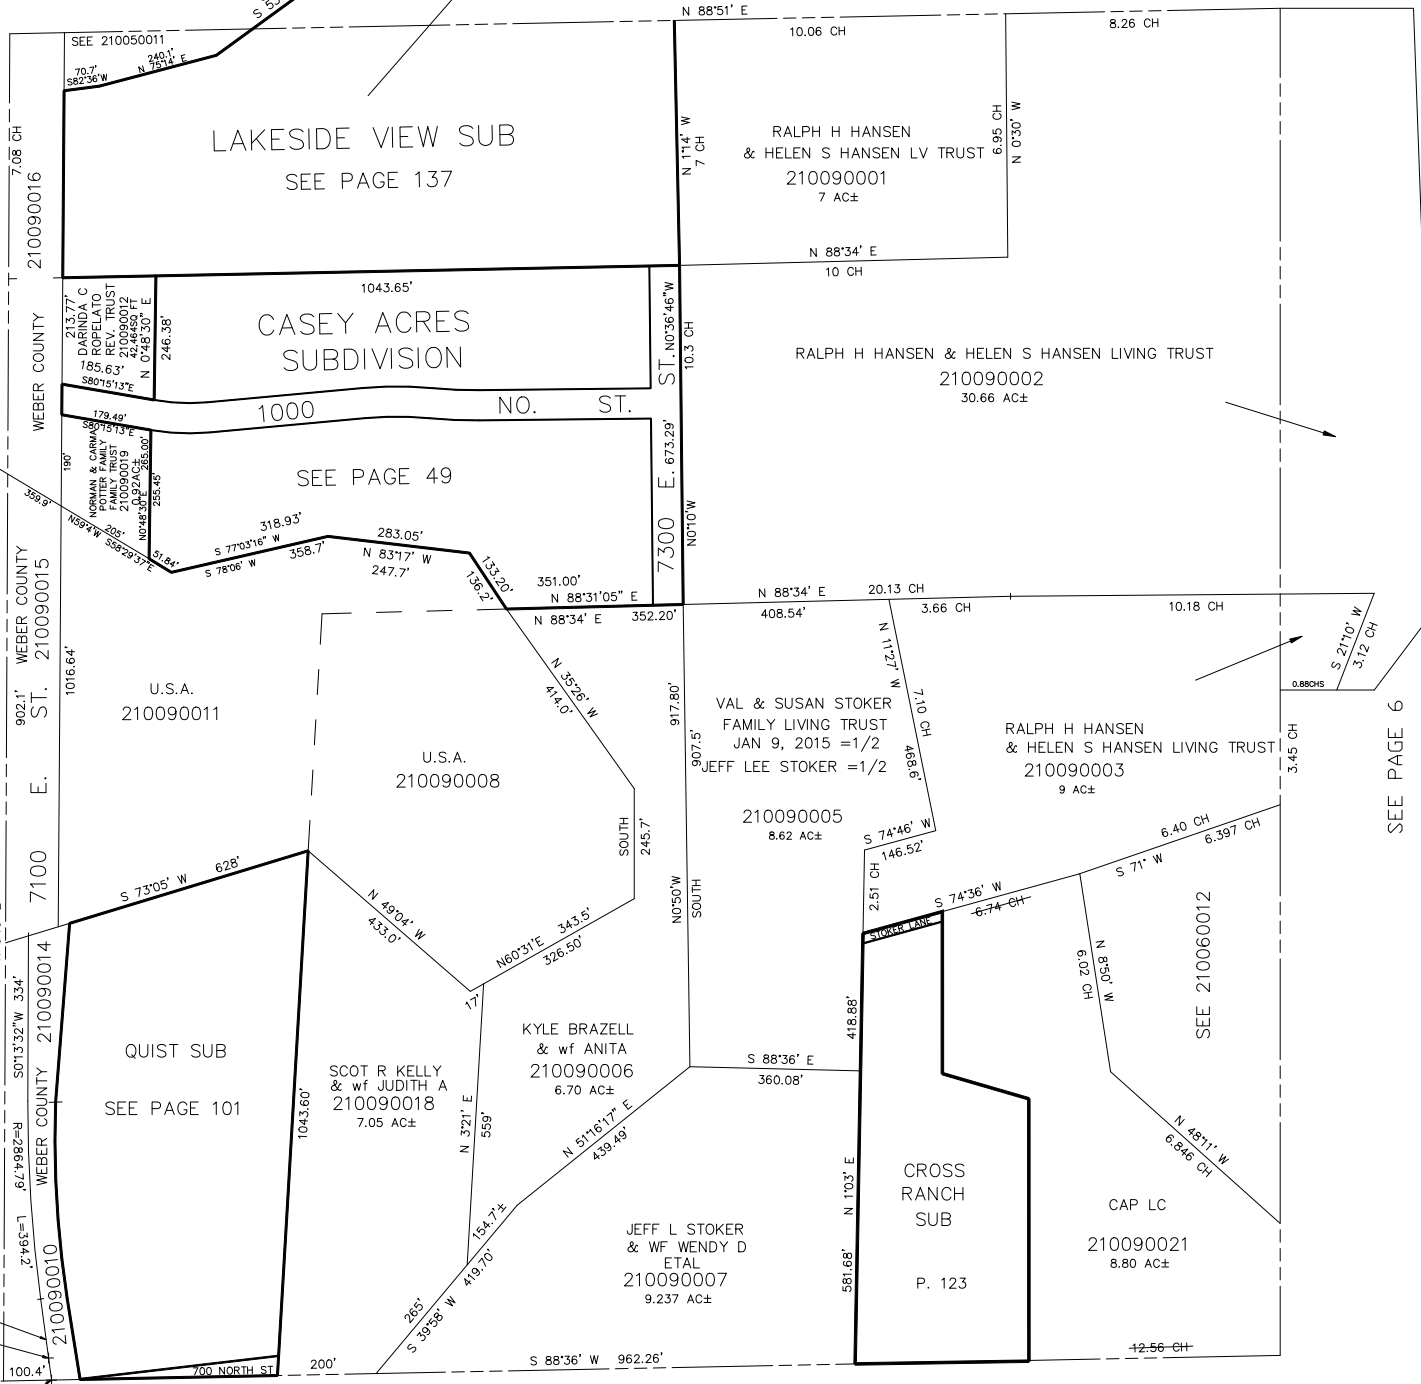 N 88°51' E
10.06 CH
8.26 CH
SEE 210050011
240.1'
N 75°14' E
70.7'
S82°36'W
7.08 CH
210090016
LAKESIDE VIEW SUB
SEE PAGE 137
N 1°14' W
7 CH
RALPH H HANSEN
& HELEN S HANSEN LV TRUST
210090001
7 AC±
6.95 CH
N 0°30' W
N 88°34' E
10 CH
WEBER COUNTY
213.77'
DARINDA C
ROPELATO
REV. TRUST
210090012
42,464SQ FT
N 0°48'30" E
246.38'
185.63'
S80°15'13"E
1043.65'
CASEY ACRES
SUBDIVISION
N0°36'46"W
10.3 CH
RALPH H HANSEN & HELEN S HANSEN LIVING TRUST
210090002
30.66 AC±
1000 NO. ST.
179.49'
S80°15'13"E
190'
NORMAN & CARMA
POTTER FAMILY
FAMILY TRUST
210090019
0.92AC±
N0°48'30"E 265.00'
255.45'
SEE PAGE 49
7300 E. ST.
673.29'
N0°10'W
359.9'
N59°4'W
205'
S58°29'37"E
51.84'
318.93'
S 77°03'16" W
S 78°06' W
358.7'
283.05'
N 83°17' W
247.7'
133.20'
136.2'
351.00'
N 88°31'05" E
N 88°34' E
352.20'
N 88°34' E
20.13 CH
408.54'
3.66 CH
10.18 CH
S 21°10' W
3.12 CH
0.88CHS
WEBER COUNTY
210090015
7100 E. ST.
902.1'
1016.64'
U.S.A.
210090011
U.S.A.
210090008
N 35°26' W
414.0'
SOUTH
245.7'
917.80'
907.5'
N0°50'W
SOUTH
VAL & SUSAN STOKER
FAMILY LIVING TRUST
JAN 9, 2015 =1/2
JEFF LEE STOKER =1/2
210090005
8.62 AC±
N 11°27' W
7.10 CH
468.6'
RALPH H HANSEN
& HELEN S HANSEN LIVING TRUST
210090003
9 AC±
3.45 CH
SEE PAGE 6
S 74°46' W
146.52'
2.51 CH
6.40 CH
6.397 CH
S 71° W
S 74°36' W
6.74 CH
STOKER LANE
S 73°05' W
628'
N 49°04' W
433.0'
N60°31'E
343.5'
326.50'
17'
N 8°50' W
6.02 CH
SEE 210060012
WEBER COUNTY 210090014
S01°31'32"W 334'
R=2864.79'
L=394.2'
210090010
QUIST SUB
SEE PAGE 101
1043.60'
SCOT R KELLY
& wf JUDITH A
210090018
7.05 AC±
KYLE BRAZELL
& wf ANITA
210090006
6.70 AC±
N 3°21' E
559'
418.88'
S 88°36' E
360.08'
N 51°16'17" E
439.49'
154.7'±
419.70'
265'
S 39°58' W
JEFF L STOKER
& WF WENDY D
ETAL
210090007
9.237 AC±
N 1°03' E
581.68'
CROSS
RANCH
SUB
P. 123
N 48°11' W
6.846 CH
CAP LC
210090021
8.80 AC±
12.56 CH
100.4'
700 NORTH ST
200'
S 88°36' W 962.26'